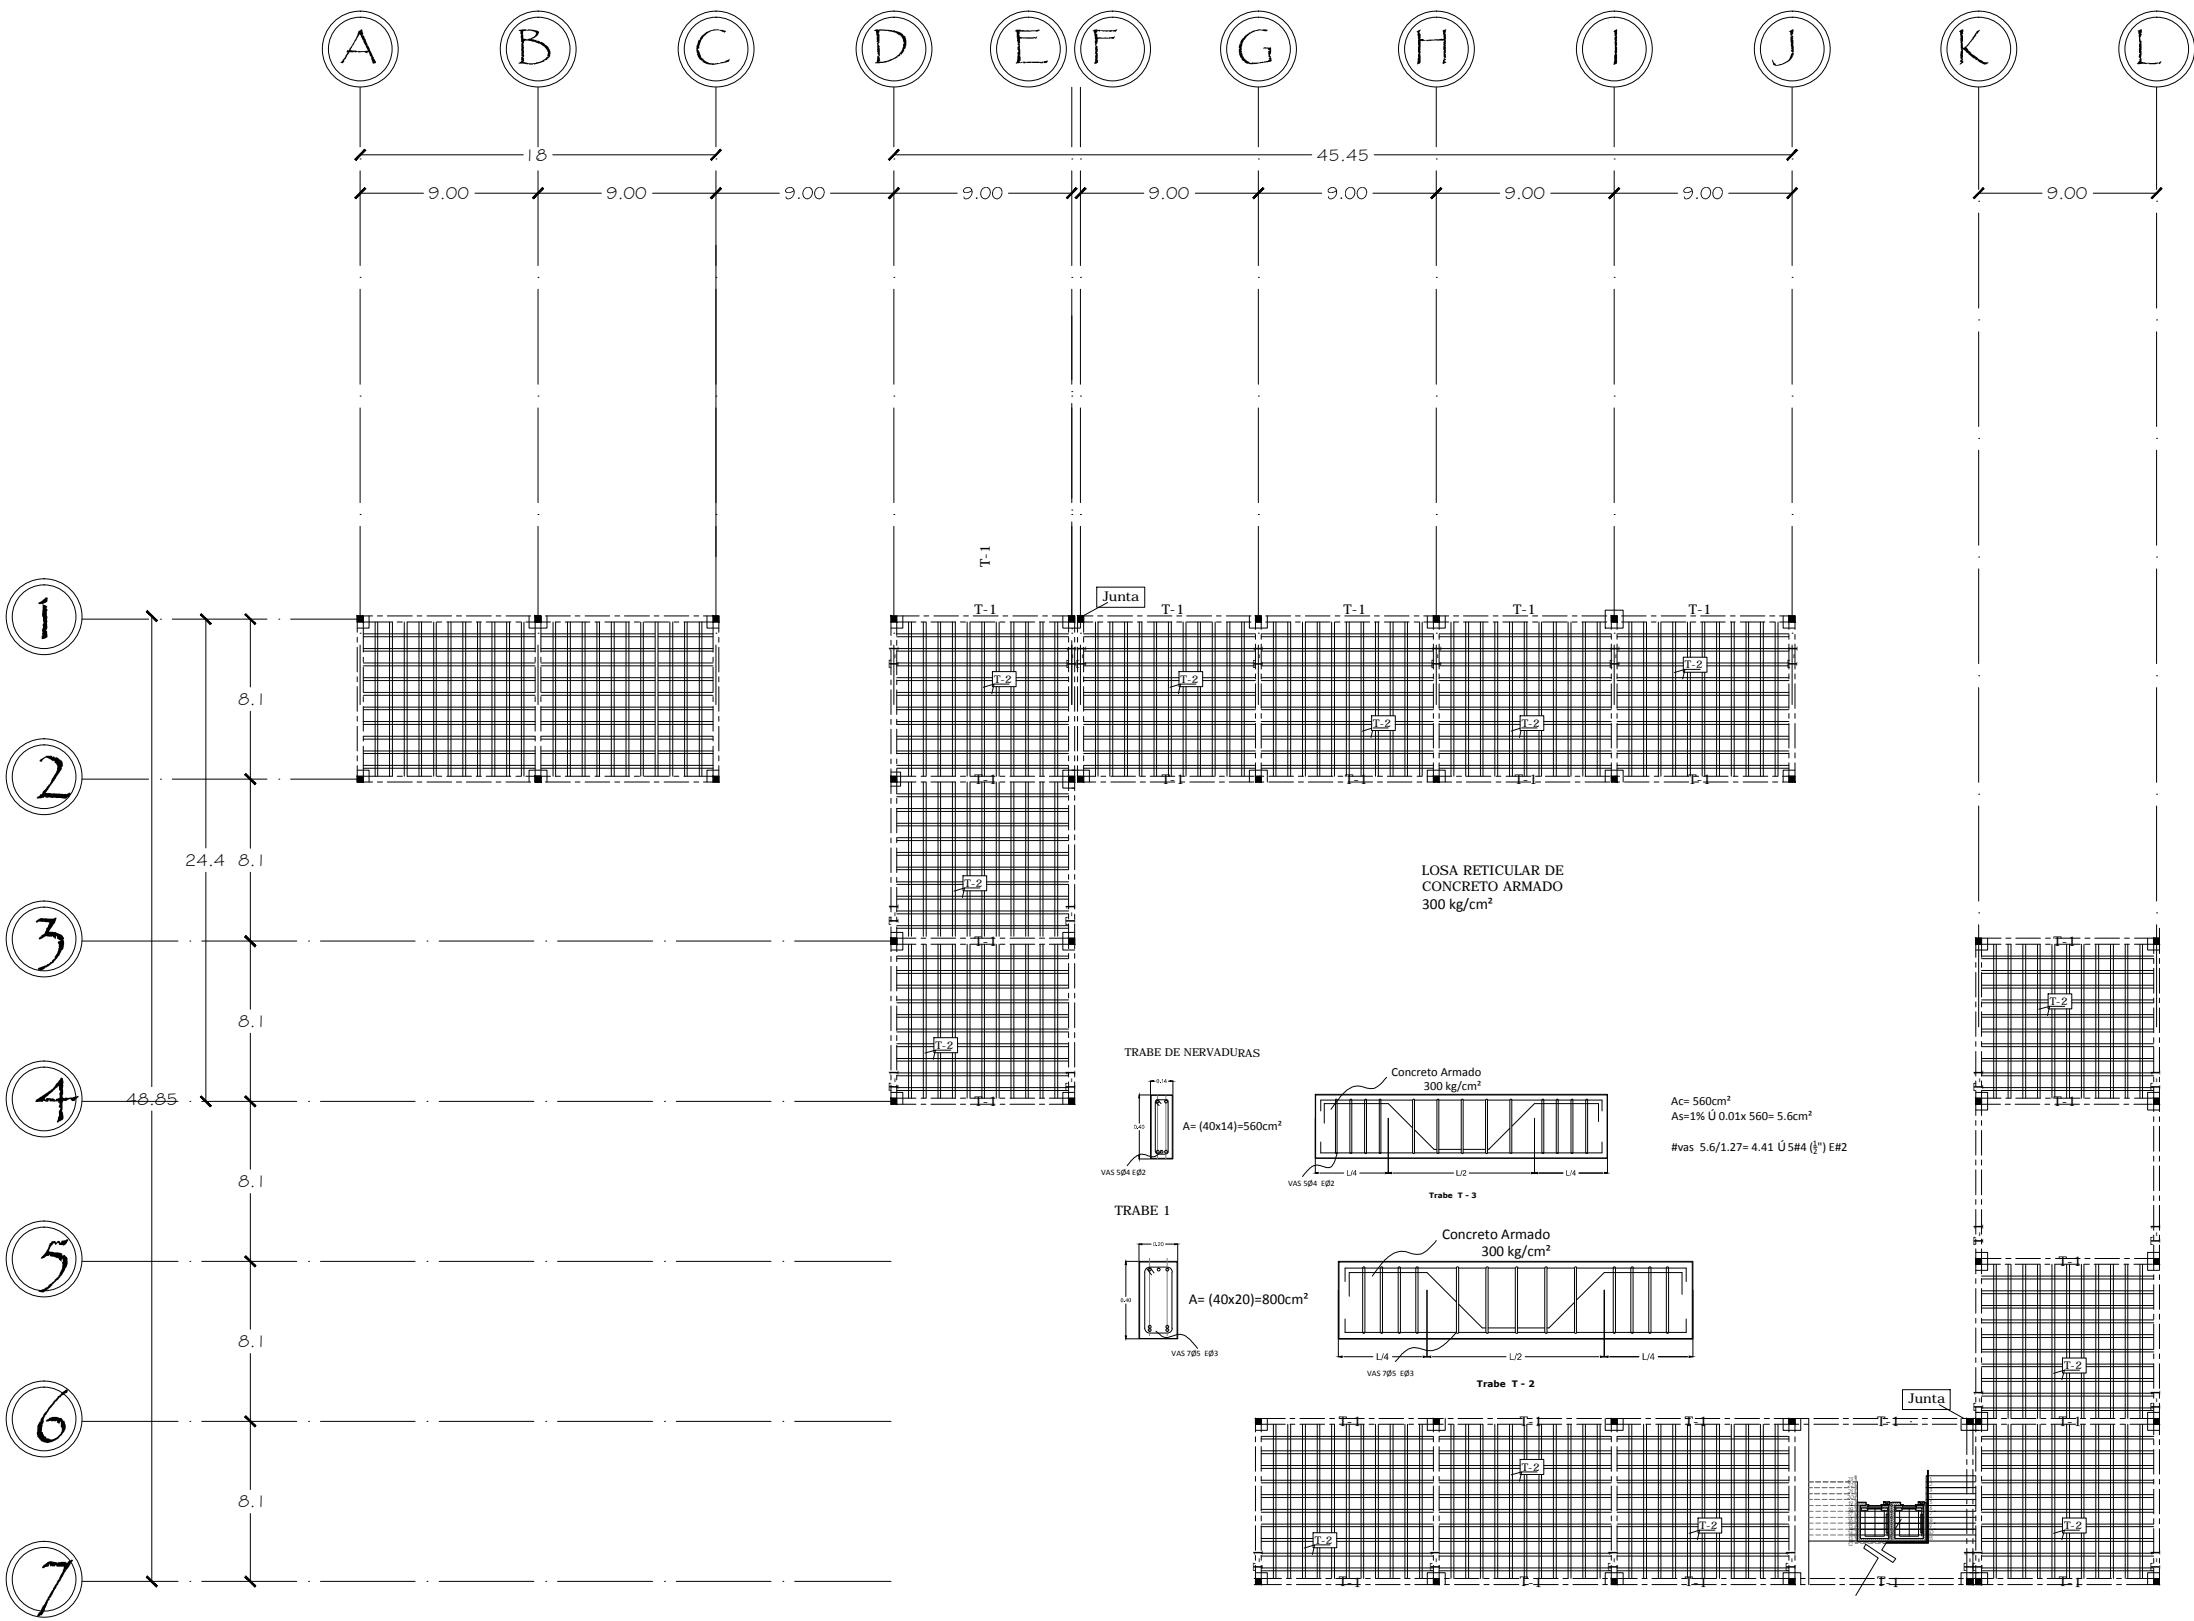 A B C D E F G H I J K L
18 45.45
9.00 9.00 9.00 9.00 9.00 9.00 9.00 9.00 9.00
T-1
Junta
1 T-1 T-1 T-1 T-1 T-1
T-2
T-2 T-2
8.1
T-2 T-2
2 T-1 T-1 T-1 T-1 T-1
24.4 8.1
LOSA RETICULAR DE
CONCRETO ARMADO
300 kg/cm²
T-2
3 T-1 T-1
T-2
8.1
T-2
4 48.85 T-1 T-1
TRABE DE NERVADURAS
0.14
0.40
A= (40x14)=560cm²
VAS 5Ø4 EØ2
Concreto Armado
300 kg/cm²
L/4 L/2 L/4
VAS 5Ø4 EØ2
Trabe T - 3
Ac= 560cm²
As=1% Ú 0.01x 560= 5.6cm²
#vas 5.6/1.27= 4.41 Ú 5#4 (½") E#2
8.1
TRABE 1
0.20
0.40
A= (40x20)=800cm²
VAS 7Ø5 EØ3
Concreto Armado
300 kg/cm²
L/4 L/2 L/4
VAS 7Ø5 EØ3
Trabe T - 2
5 T-1
8.1
T-2
Junta
6 T-1 T-1 T-1 T-1 T-1
T-2
8.1
T-2 T-2
T-2
7 T-1 T-1 T-1 T-1 T-1